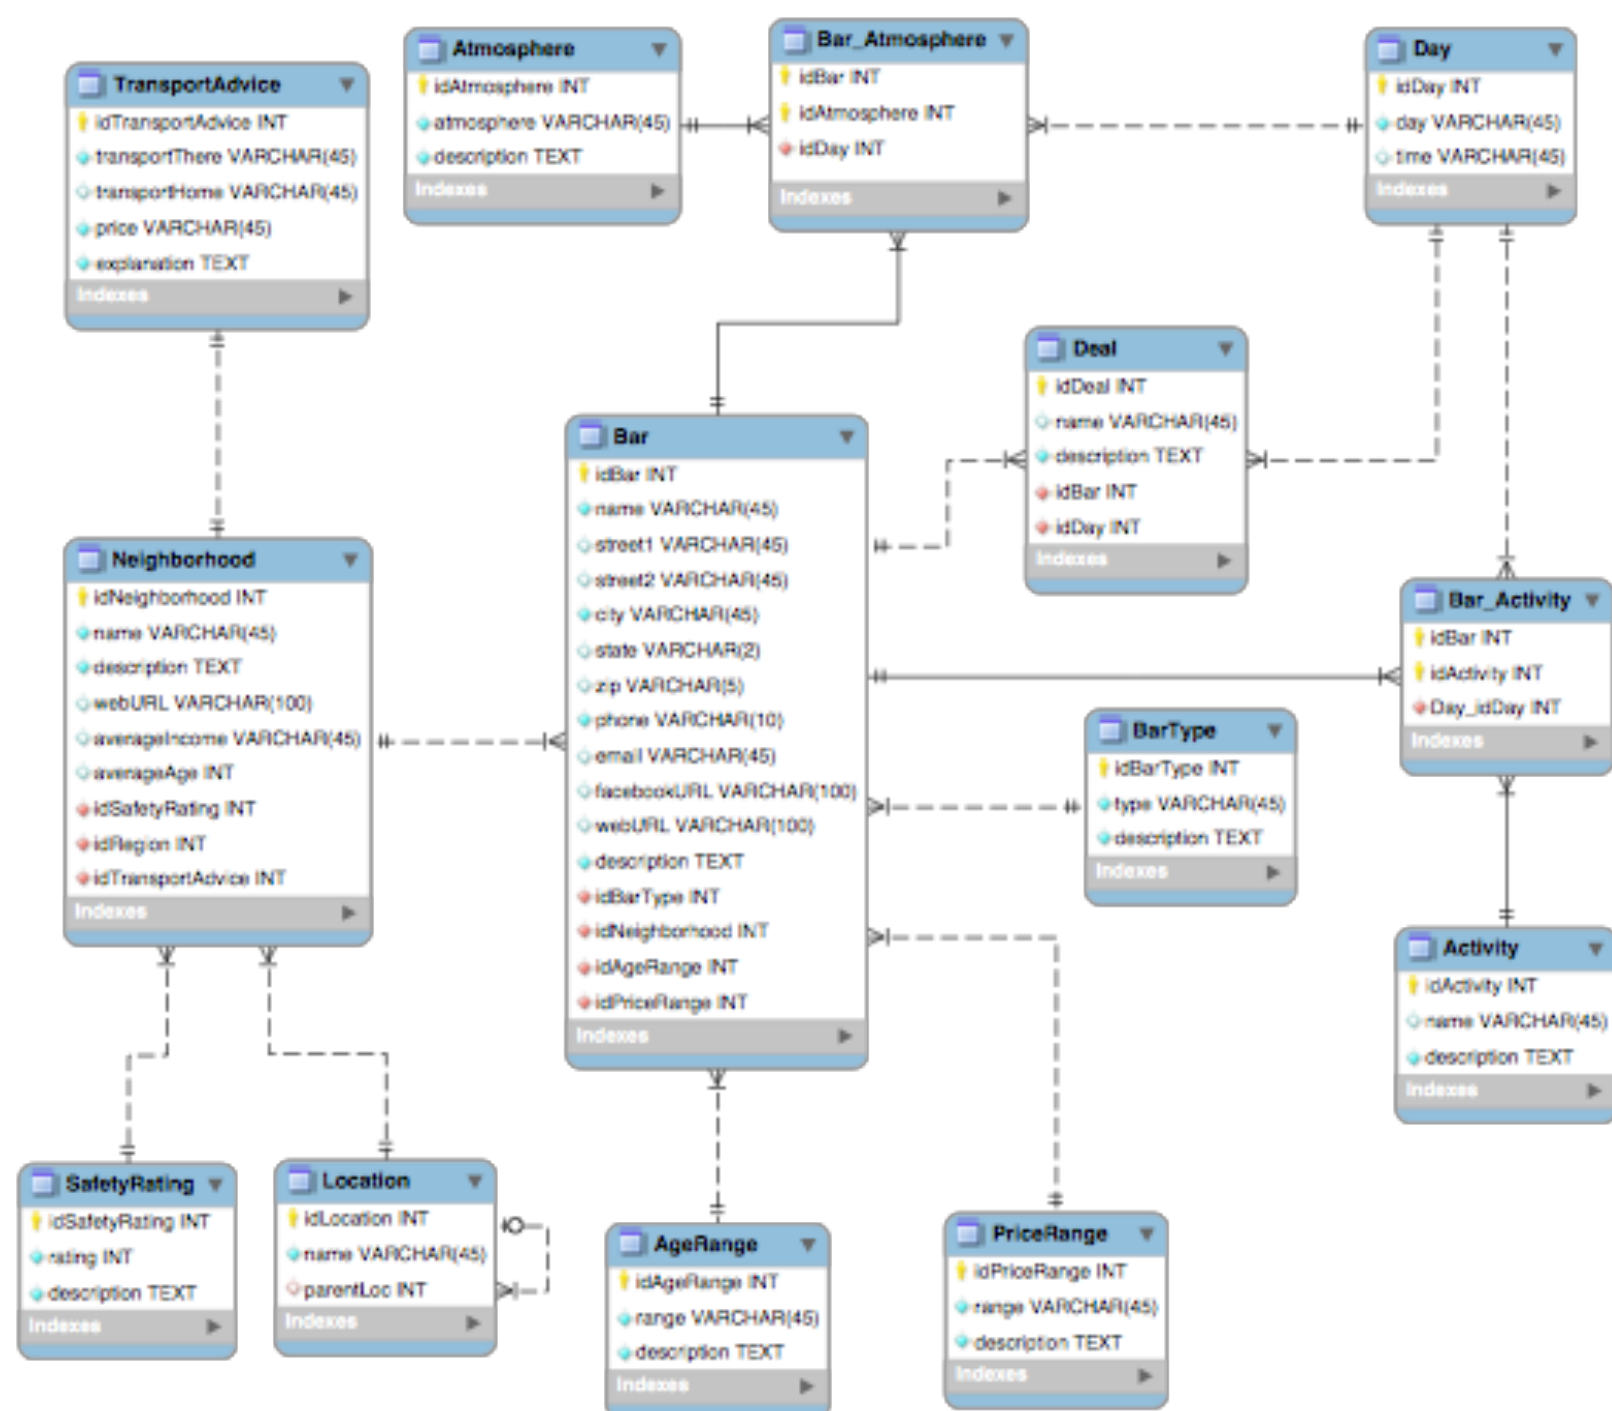 TransportAdvice
idTransportAdvice INT
transportThere VARCHAR(45)
transportHome VARCHAR(45)
price VARCHAR(45)
explanation TEXT
Indexes
Atmosphere
idAtmosphere INT
atmosphere VARCHAR(45)
description TEXT
Indexes
Bar_Atmosphere
idBar INT
idAtmosphere INT
idDay INT
Indexes
Day
idDay INT
day VARCHAR(45)
time VARCHAR(45)
Indexes
Deal
idDeal INT
name VARCHAR(45)
description TEXT
idBar INT
idDay INT
Indexes
Bar
idBar INT
name VARCHAR(45)
street1 VARCHAR(45)
street2 VARCHAR(45)
city VARCHAR(45)
state VARCHAR(2)
zip VARCHAR(5)
phone VARCHAR(10)
email VARCHAR(45)
facebookURL VARCHAR(100)
webURL VARCHAR(100)
description TEXT
idBarType INT
idNeighborhood INT
idAgeRange INT
idPriceRange INT
Indexes
Neighborhood
idNeighborhood INT
name VARCHAR(45)
description TEXT
webURL VARCHAR(100)
averageIncome VARCHAR(45)
averageAge INT
idSafetyRating INT
idRegion INT
idTransportAdvice INT
Indexes
Bar_Activity
idBar INT
idActivity INT
Day_idDay INT
Indexes
BarType
idBarType INT
type VARCHAR(45)
description TEXT
Indexes
Activity
idActivity INT
name VARCHAR(45)
description TEXT
Indexes
SafetyRating
idSafetyRating INT
rating INT
description TEXT
Indexes
Location
idLocation INT
name VARCHAR(45)
parentLoc INT
Indexes
AgeRange
idAgeRange INT
range VARCHAR(45)
description TEXT
Indexes
PriceRange
idPriceRange INT
range VARCHAR(45)
description TEXT
Indexes